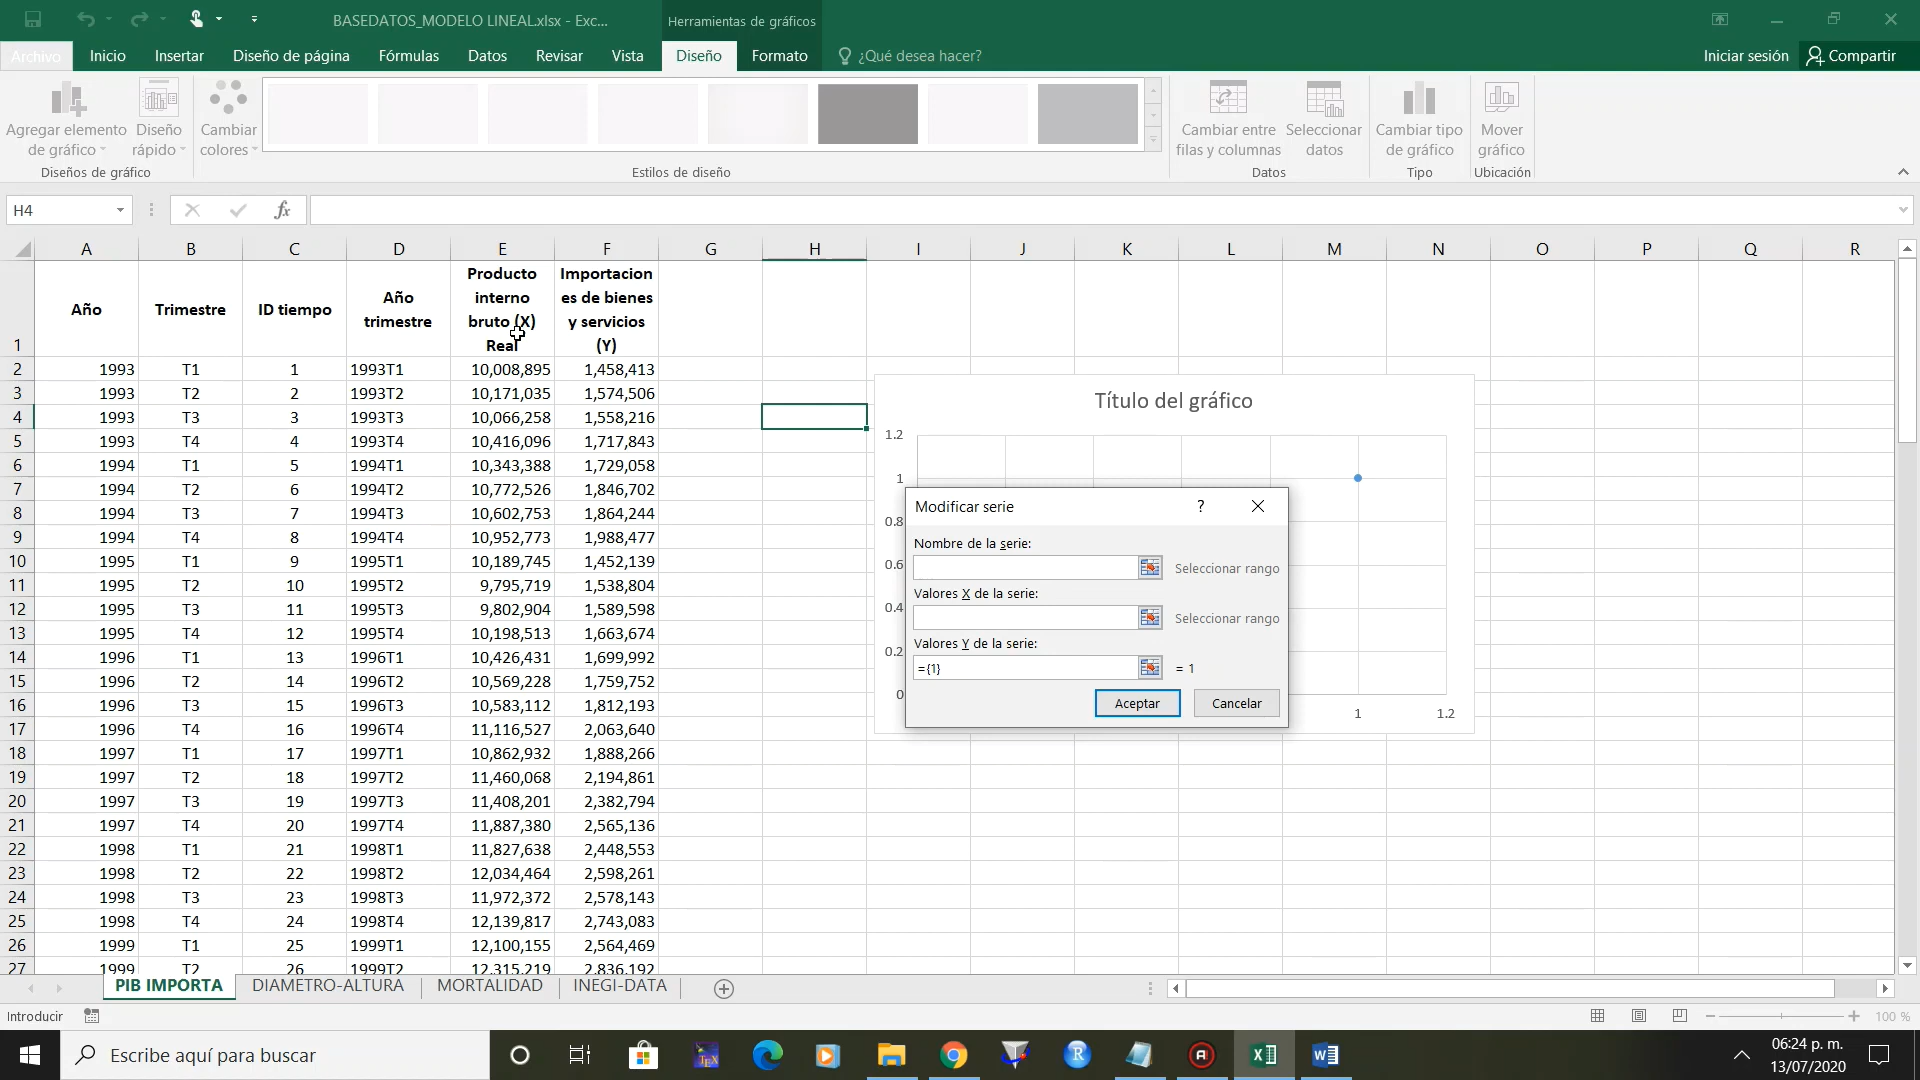 BASEDATOS_MODELO LINEAL.xlsx - Exc...
Herramientas de gráficos
Archivo Inicio Insertar Diseño de página Fórmulas Datos Revisar Vista Diseño Formato ¿Qué desea hacer? Iniciar sesión Compartir
Agregar elemento de gráfico
Diseño rápido
Cambiar colores
Cambiar entre filas y columnas
Seleccionar datos
Cambiar tipo de gráfico
Mover gráfico
Diseños de gráfico Estilos de diseño Datos Tipo Ubicación
H4 fx
A B C D E F G H I J K L M N O P Q R
1 Año Trimestre ID tiempo Año trimestre Producto interno bruto (X) Real Importaciones de bienes y servicios (Y)
2 1993 T1 1 1993T1 10,008,895 1,458,413
3 1993 T2 2 1993T2 10,171,035 1,574,506
4 1993 T3 3 1993T3 10,066,258 1,558,216
5 1993 T4 4 1993T4 10,416,096 1,717,843
6 1994 T1 5 1994T1 10,343,388 1,729,058
7 1994 T2 6 1994T2 10,772,526 1,846,702
8 1994 T3 7 1994T3 10,602,753 1,864,244
9 1994 T4 8 1994T4 10,952,773 1,988,477
10 1995 T1 9 1995T1 10,189,745 1,452,139
11 1995 T2 10 1995T2 9,795,719 1,538,804
12 1995 T3 11 1995T3 9,802,904 1,589,598
13 1995 T4 12 1995T4 10,198,513 1,663,674
14 1996 T1 13 1996T1 10,426,431 1,699,992
15 1996 T2 14 1996T2 10,569,228 1,759,752
16 1996 T3 15 1996T3 10,583,112 1,812,193
17 1996 T4 16 1996T4 11,116,527 2,063,640
18 1997 T1 17 1997T1 10,862,932 1,888,266
19 1997 T2 18 1997T2 11,460,068 2,194,861
20 1997 T3 19 1997T3 11,408,201 2,382,794
21 1997 T4 20 1997T4 11,887,380 2,565,136
22 1998 T1 21 1998T1 11,827,638 2,448,553
23 1998 T2 22 1998T2 12,034,464 2,598,261
24 1998 T3 23 1998T3 11,972,372 2,578,143
25 1998 T4 24 1998T4 12,139,817 2,743,083
26 1999 T1 25 1999T1 12,100,155 2,564,469
27 1999 T2 26 1999T2 12,315,219 2,836,192
Título del gráfico
1.2
1
0.8
0.6
0.4
0.2
0
1 1.2
Modificar serie ?
Nombre de la serie:
Seleccionar rango
Valores X de la serie:
Seleccionar rango
Valores Y de la serie:
={1} = 1
Aceptar Cancelar
PIB IMPORTA DIAMETRO-ALTURA MORTALIDAD INEGI-DATA
Introducir 100 %
Escribe aquí para buscar
06:24 p. m.
13/07/2020